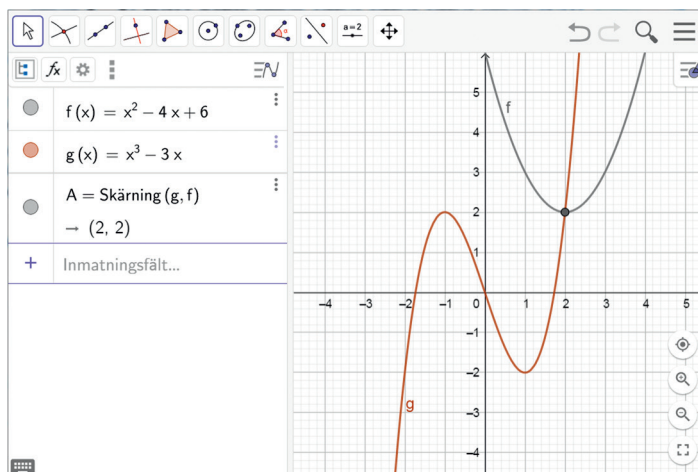 a=2
α
fx
f(x) = x² − 4x + 6
g(x) = x³ − 3x
A = Skärning (g, f)
→ (2, 2)
+ Inmatningsfält...
f
g
5
4
3
2
1
−1
−2
−3
−4
−4 −3 −2 −1 0 1 2 3 4 5